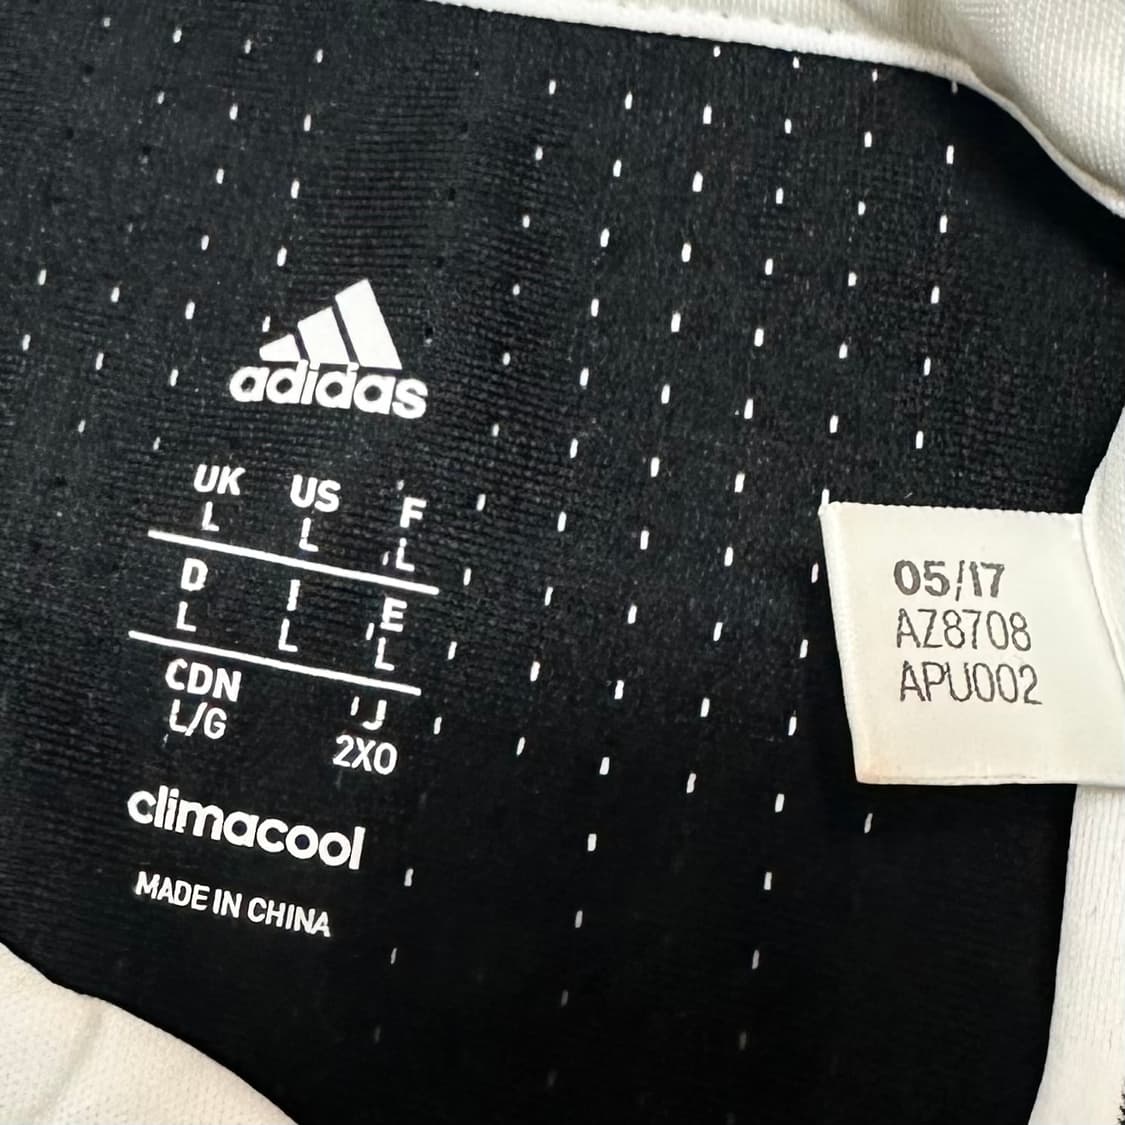 adidas
UK US F
L L L
D I E
L L L
CDN J
L/G 2XO
climacool
MADE IN CHINA
05/17
AZ8708
APU002